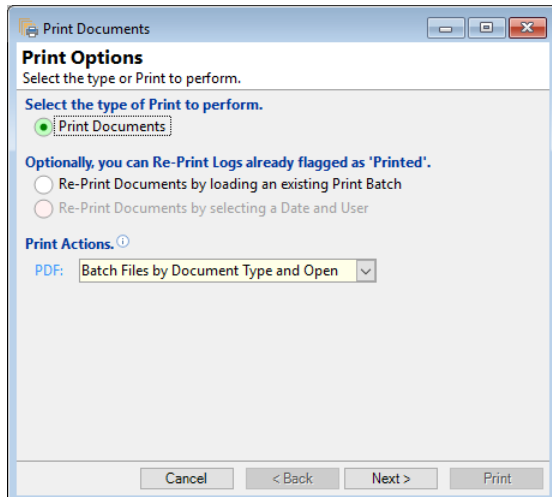 Print Documents
Print Options
Select the type or Print to perform.
Select the type of Print to perform.
Print Documents
Optionally, you can Re-Print Logs already flagged as 'Printed'.
Re-Print Documents by loading an existing Print Batch
Re-Print Documents by selecting a Date and User
Print Actions.
PDF: Batch Files by Document Type and Open
Cancel < Back Next > Print